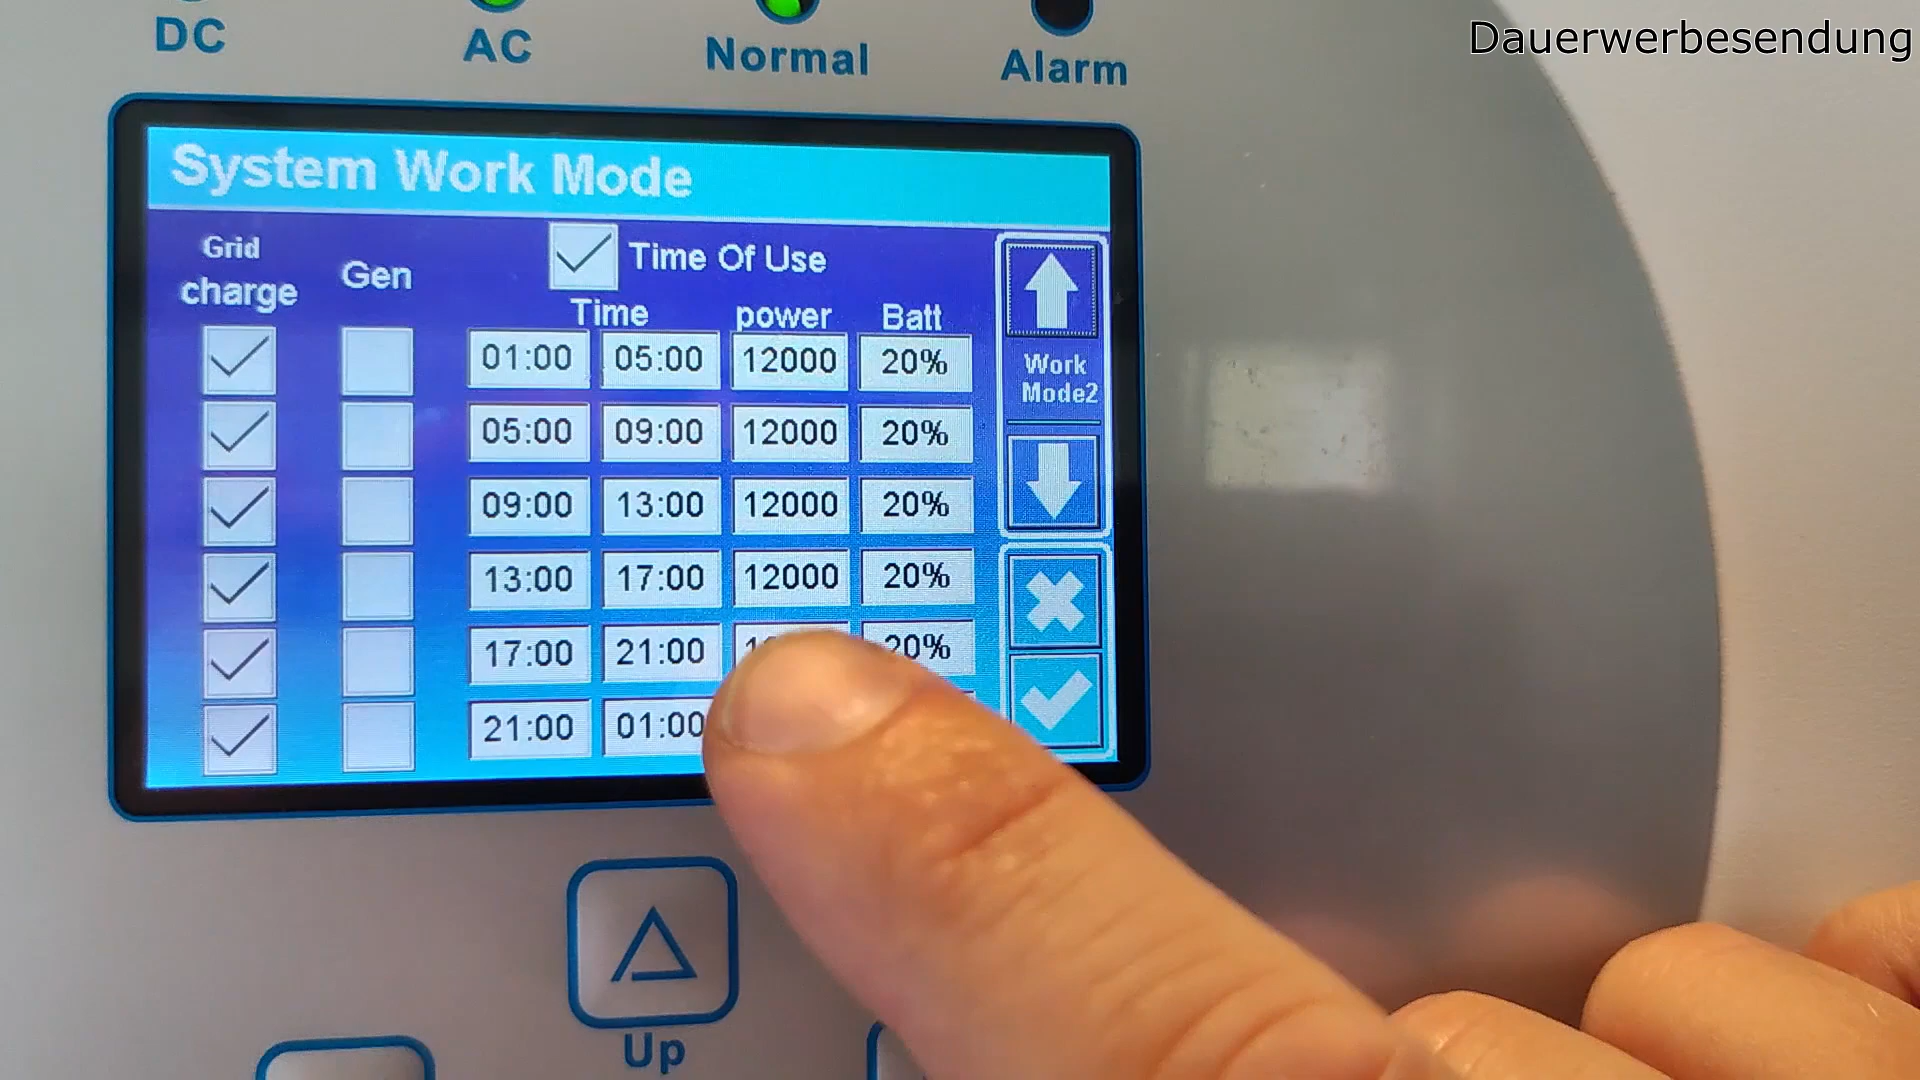 Dauerwerbesendung
DC AC Normal Alarm
System Work Mode
Grid charge Gen Time Of Use
Time power Batt
01:00 05:00 12000 20%
05:00 09:00 12000 20%
09:00 13:00 12000 20%
13:00 17:00 12000 20%
17:00 21:00 20%
21:00 01:00
Work
Mode2
Up